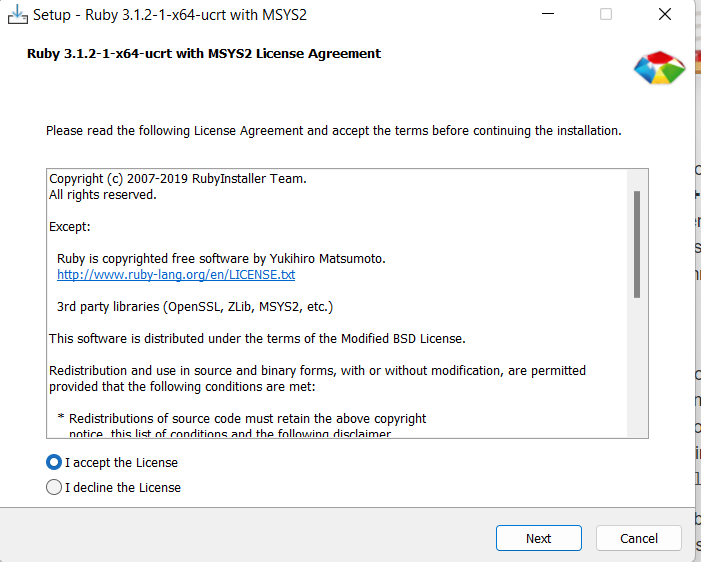 Setup - Ruby 3.1.2-1-x64-ucrt with MSYS2
Ruby 3.1.2-1-x64-ucrt with MSYS2 License Agreement
Please read the following License Agreement and accept the terms before continuing the installation.
Copyright (c) 2007-2019 RubyInstaller Team.
All rights reserved.
Except:
Ruby is copyrighted free software by Yukihiro Matsumoto.
http://www.ruby-lang.org/en/LICENSE.txt
3rd party libraries (OpenSSL, ZLib, MSYS2, etc.)
This software is distributed under the terms of the Modified BSD License.
Redistribution and use in source and binary forms, with or without modification, are permitted
provided that the following conditions are met:
* Redistributions of source code must retain the above copyright
notice, this list of conditions and the following disclaimer
I accept the License
I decline the License
Next
Cancel